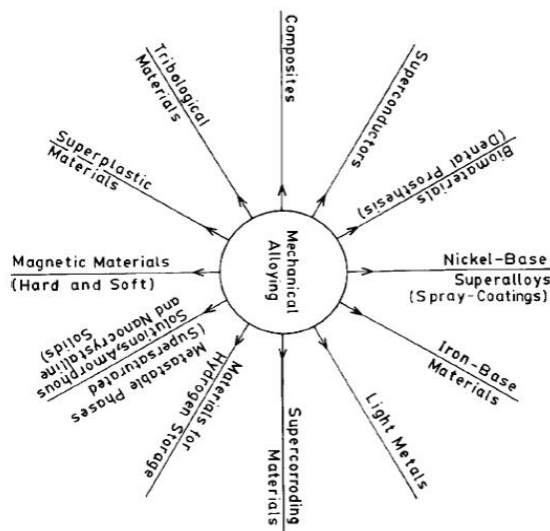 Mechanical
Alloying
Composites
Superconductors
Biomaterials
(Dental Prosthesis)
Nickel-Base
Superalloys
(Spray-Coatings)
Iron-Base
Materials
Light Metals
Supercorroding
Materials
Materials for
Hydrogen Storage
Metastable Phases
(Supersaturated
Solutions,Amorphous
and Nanocrystalline
Solids)
Magnetic Materials
(Hard and Soft)
Superplastic
Materials
Tribological
Materials